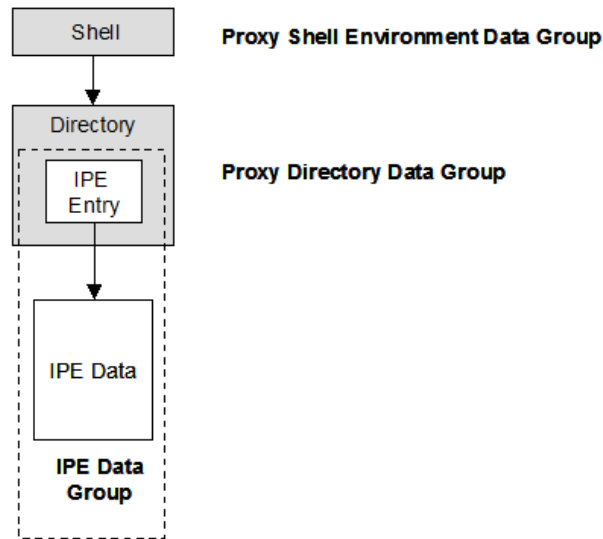 Shell
Proxy Shell Environment Data Group
Directory
IPE
Entry
Proxy Directory Data Group
IPE Data
IPE Data
Group